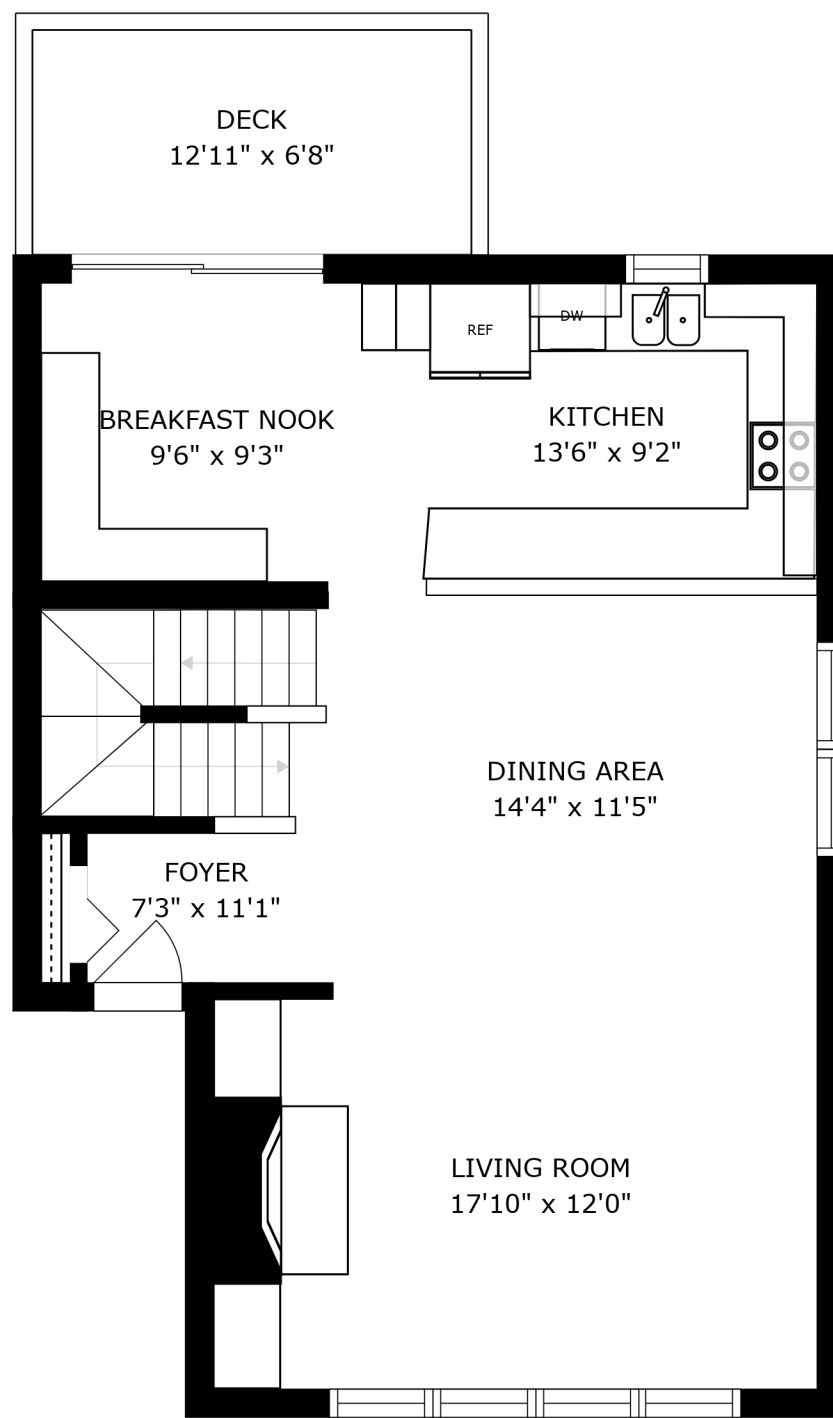 DECK
12'11" x 6'8"
REF
DW
BREAKFAST NOOK
9'6" x 9'3"
KITCHEN
13'6" x 9'2"
DINING AREA
14'4" x 11'5"
FOYER
7'3" x 11'1"
LIVING ROOM
17'10" x 12'0"